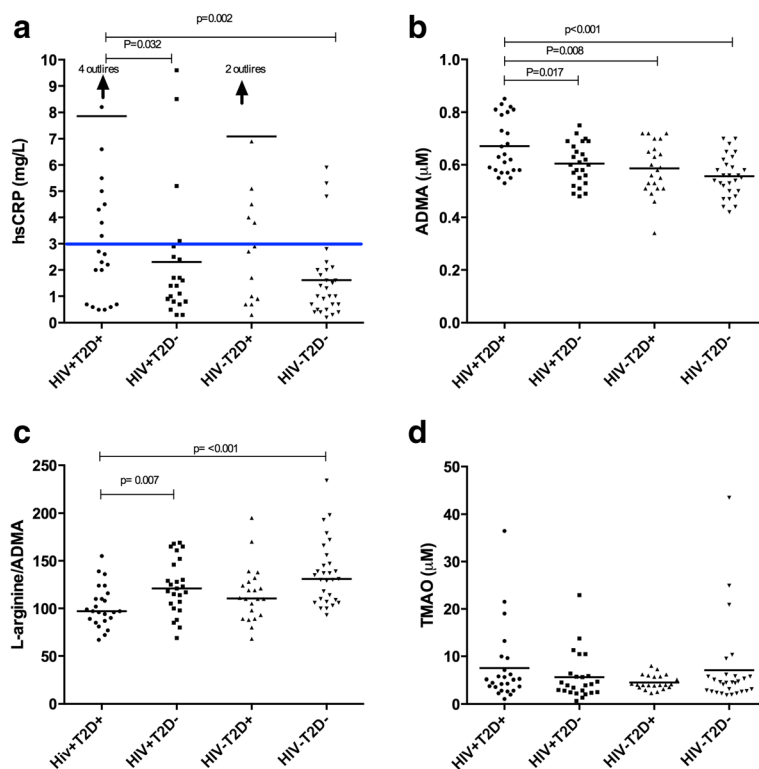 a
p=0.002
P=0.032
4 outlires
2 outlires
hsCRP (mg/L)
10
9
8
7
6
5
4
3
2
1
0
HIV+T2D+
HIV+T2D-
HIV-T2D+
HIV-T2D-
b
p<0.001
P=0.008
P=0.017
ADMA (µM)
1.0
0.8
0.6
0.4
0.2
0.0
HIV+T2D+
HIV+T2D-
HIV-T2D+
HIV-T2D-
c
p= <0.001
p= 0.007
L-arginine/ADMA
250
200
150
100
50
0
Hiv+T2D+
HIV+T2D-
HIV-T2D+
HIV-T2D-
d
TMAO (µM)
50
40
30
20
10
0
HIV+T2D+
HIV+T2D-
HIV-T2D+
HIV-T2D-